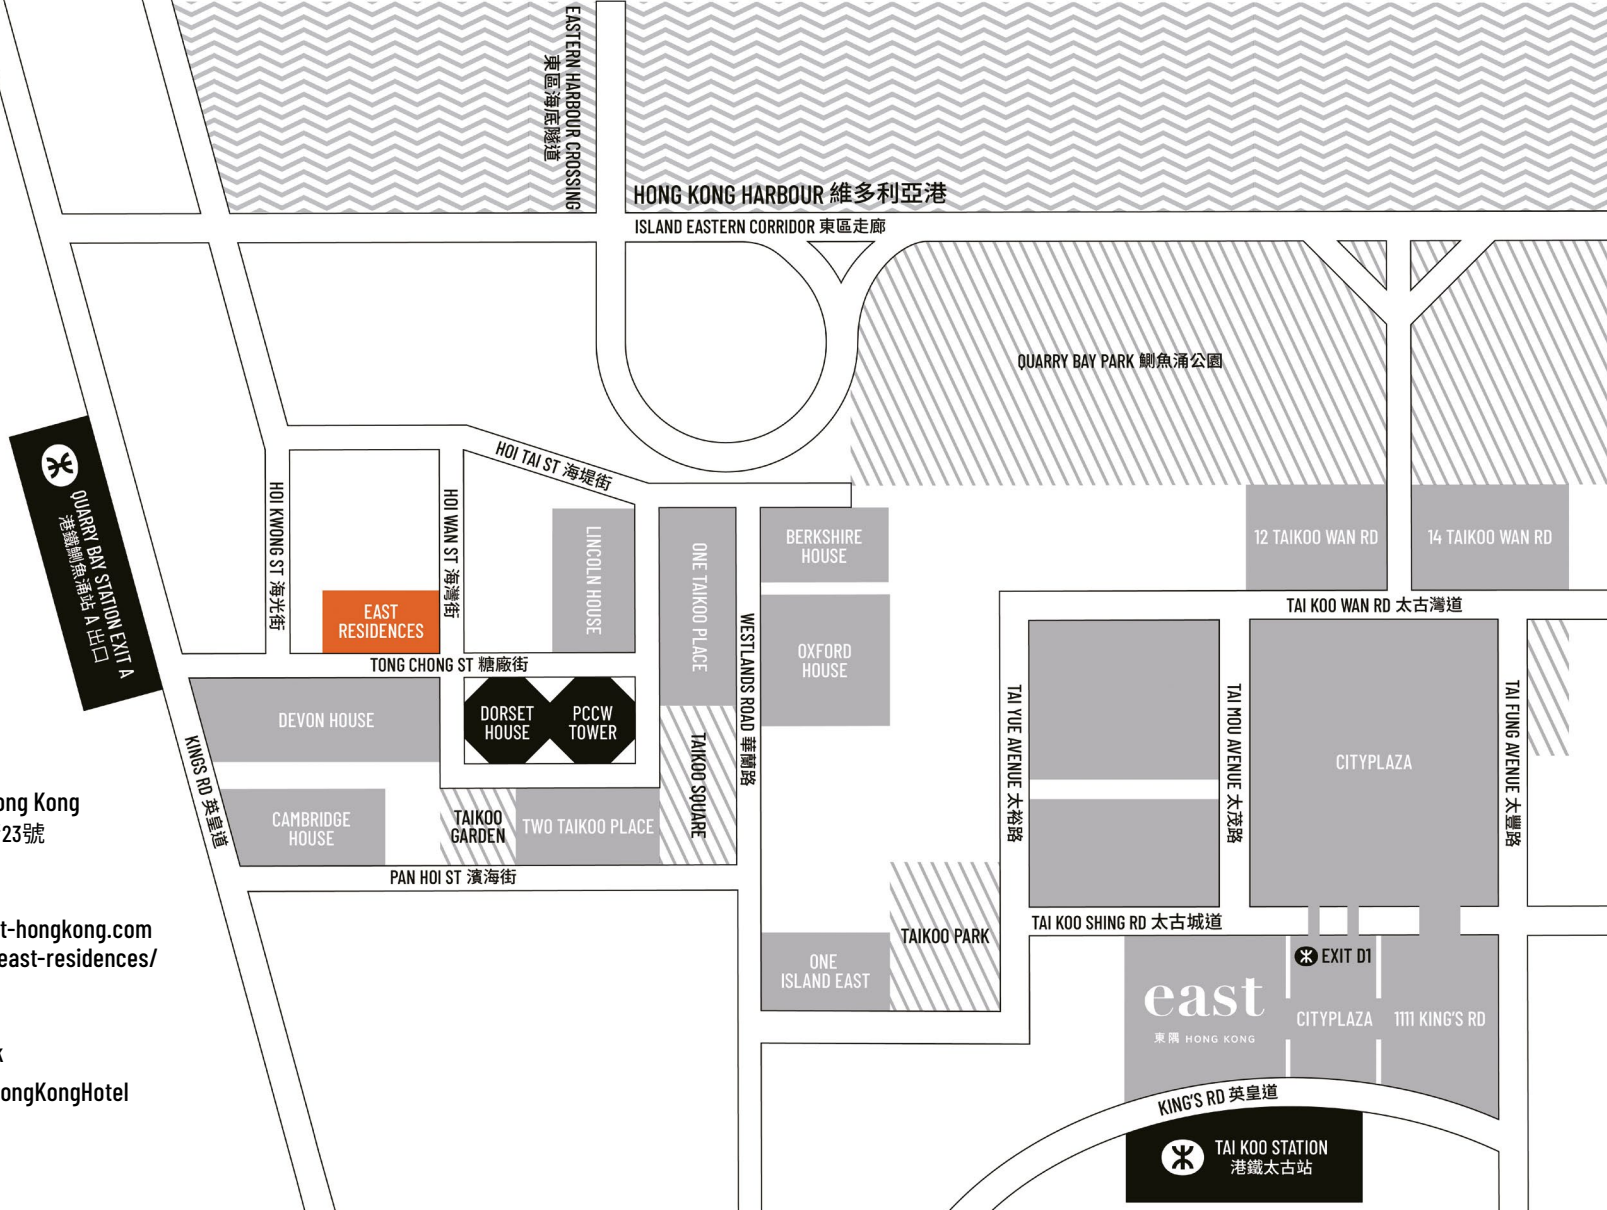 EASTERN HARBOUR CROSSING
東區海底隧道
HONG KONG HARBOUR 維多利亞港
ISLAND EASTERN CORRIDOR 東區走廊
QUARRY BAY PARK 鰂魚涌公園
QUARRY BAY STATION EXIT A
港鐵鰂魚涌站 A 出口
HOI KWONG ST 海光街
HOI WAN ST 海灣街
HOI TAI ST 海堤街
LINCOLN HOUSE
ONE TAIKOO PLACE
BERKSHIRE
HOUSE
12 TAIKOO WAN RD
14 TAIKOO WAN RD
EAST
RESIDENCES
WESTLANDS ROAD 華蘭路
OXFORD
HOUSE
TAI KOO WAN RD 太古灣道
TONG CHONG ST 糖廠街
DEVON HOUSE
DORSET
HOUSE
PCCW
TOWER
TAIKOO SQUARE
TAI YUE AVENUE 太裕路
TAI MOU AVENUE 太茂路
CITYPLAZA
TAI FUNG AVENUE 太豐路
KINGS RD 英皇道
ong Kong
23號
CAMBRIDGE
HOUSE
TAIKOO
GARDEN
TWO TAIKOO PLACE
PAN HOI ST 濱海街
t-hongkong.com
east-residences/
TAIKOO PARK
TAI KOO SHING RD 太古城道
ONE
ISLAND EAST
EXIT D1
east
東隅 HONG KONG
CITYPLAZA
1111 KING'S RD
k
ongKongHotel
KING'S RD 英皇道
TAI KOO STATION
港鐵太古站